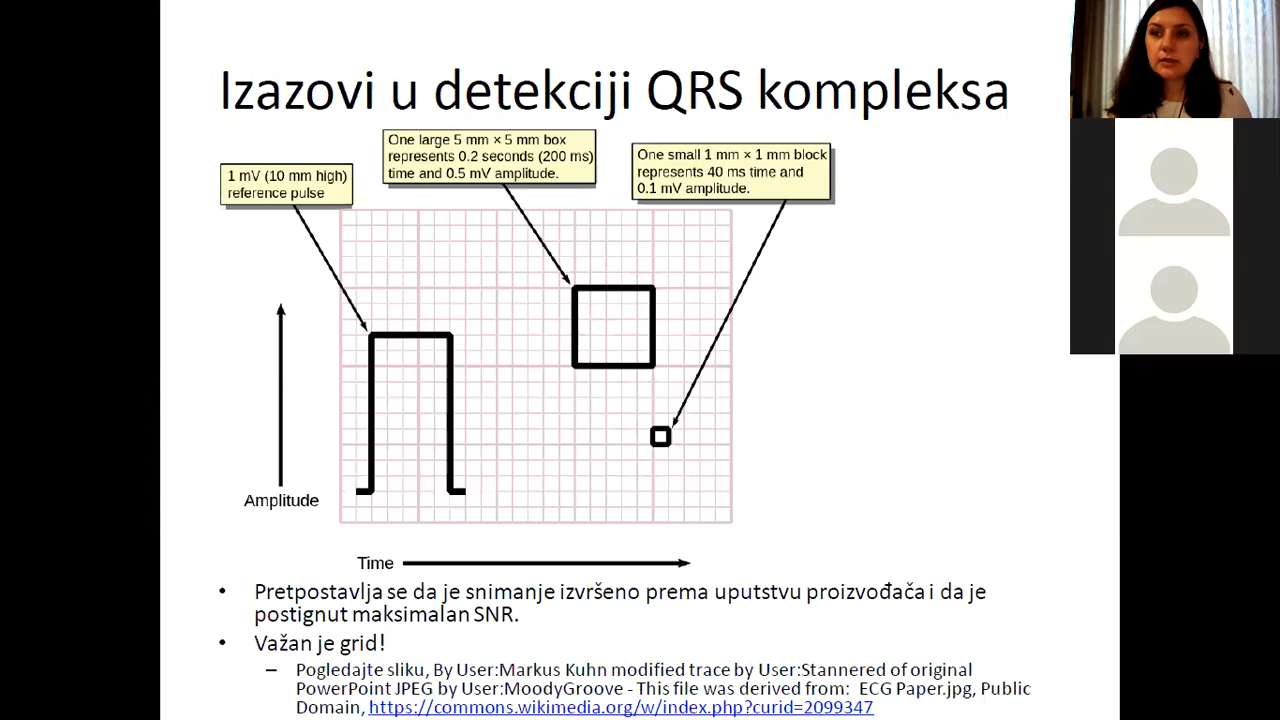 Izazovi u detekciji QRS kompleksa
1 mV (10 mm high)
reference pulse
One large 5 mm × 5 mm box
represents 0.2 seconds (200 ms)
time and 0.5 mV amplitude.
One small 1 mm × 1 mm block
represents 40 ms time and
0.1 mV amplitude.
Amplitude
Time
• Pretpostavlja se da je snimanje izvršeno prema uputstvu proizvođača i da je
postignut maksimalan SNR.
• Važan je grid!
– Pogledajte sliku, By User:Markus Kuhn modified trace by User:Stannered of original
PowerPoint JPEG by User:MoodyGroove - This file was derived from: ECG Paper.jpg, Public
Domain, https://commons.wikimedia.org/w/index.php?curid=2099347